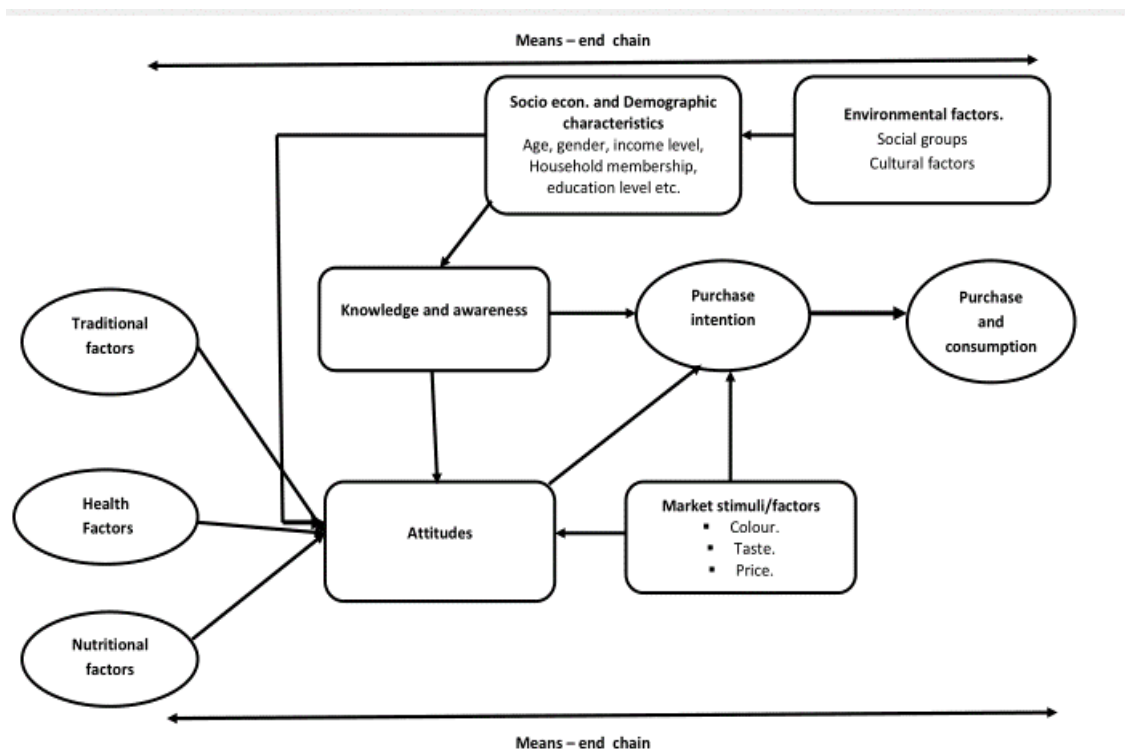 Means – end chain
Socio econ. and Demographic
characteristics
Age, gender, income level,
Household membership,
education level etc.
Environmental factors.
Social groups
Cultural factors
Knowledge and awareness
Purchase
intention
Purchase
and
consumption
Traditional
factors
Health
Factors
Attitudes
Market stimuli/factors
▪ Colour.
▪ Taste.
▪ Price.
Nutritional
factors
Means – end chain